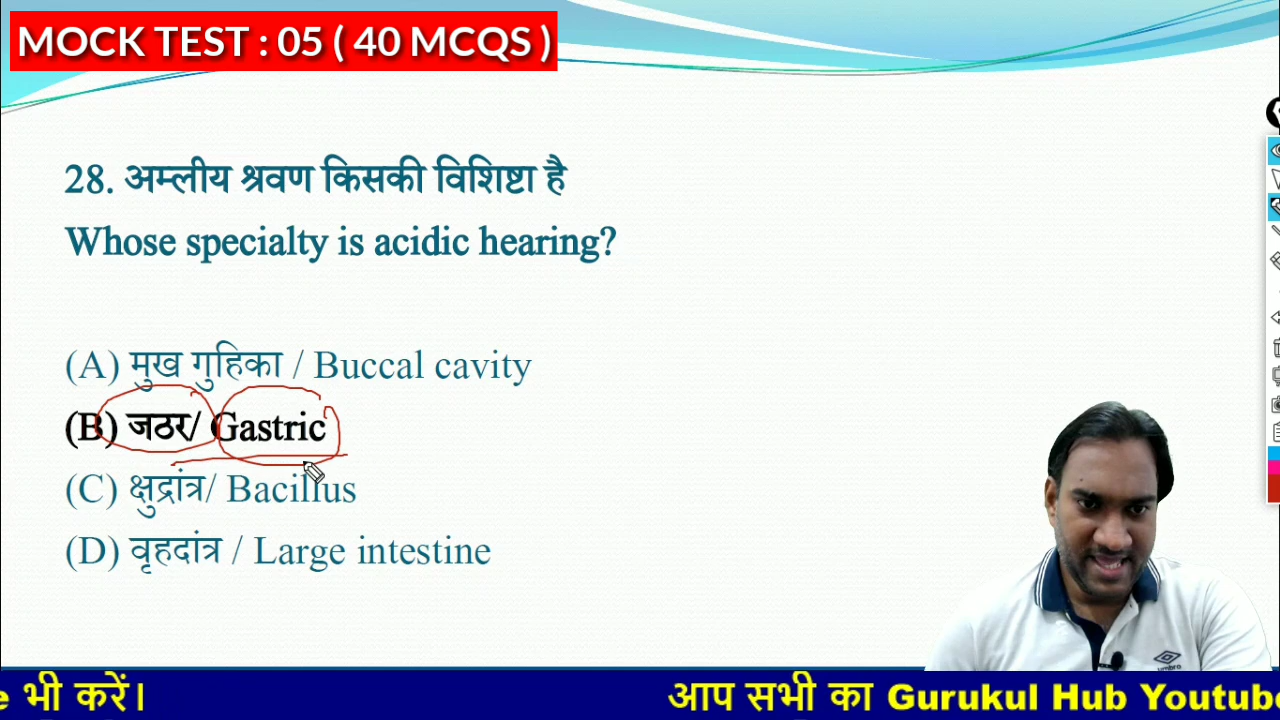 MOCK TEST : 05 ( 40 MCQS )
28. अम्लीय श्रवण किसकी विशिष्टा है
Whose specialty is acidic hearing?
(A) मुख गुहिका / Buccal cavity
(B) जठर/ Gastric
(C) क्षुद्रांत्र/ Bacillus
(D) वृहदांत्र / Large intestine
umbro
e भी करें। आप सभी का Gurukul Hub Youtube